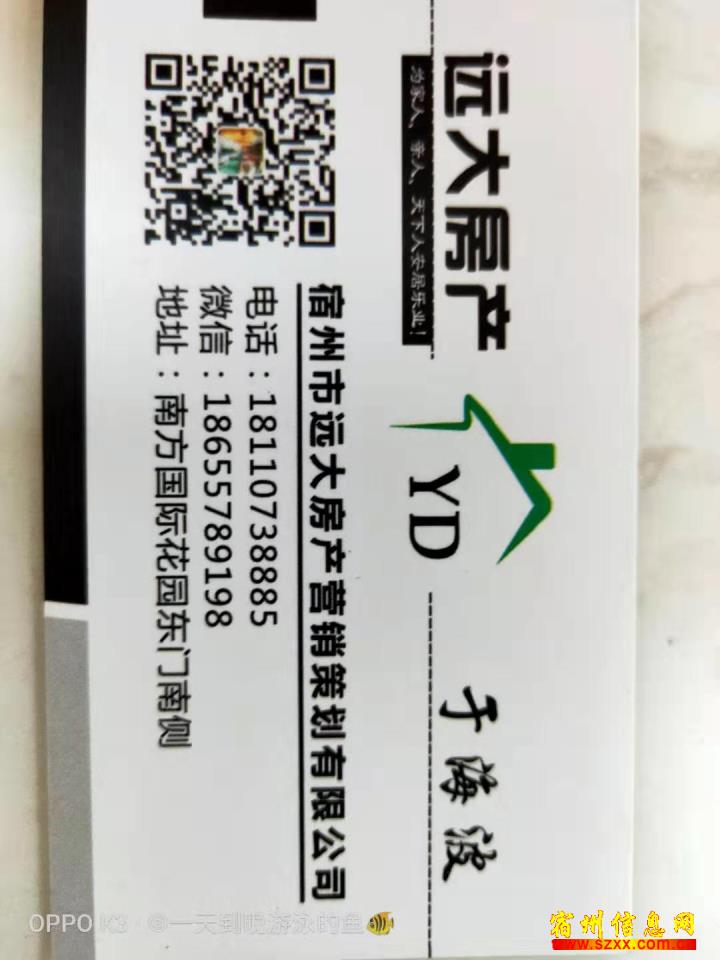 远大房产
为家人、亲人、天下人安居乐业!
YD
于海波
宿州市远大房产营销策划有限公司
电话：18110738885
微信：18655789198
地址：南方国际花园东门南侧
OPPO K3 · ©一天到晚游泳的鱼🐠
宿州信息网
www.szxx.com.cn